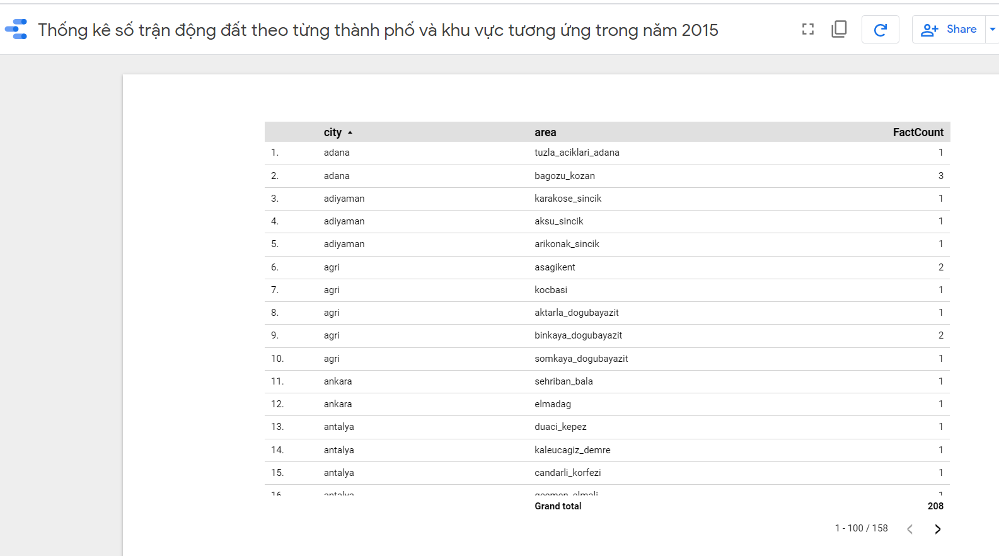 Thống kê số trận động đất theo từng thành phố và khu vực tương ứng trong năm 2015
Share
city area FactCount
1. adana tuzla_aciklari_adana 1
2. adana bagozu_kozan 3
3. adiyaman karakose_sincik 1
4. adiyaman aksu_sincik 1
5. adiyaman arikonak_sincik 1
6. agri asagikent 2
7. agri kocbasi 1
8. agri aktarla_dogubayazit 1
9. agri binkaya_dogubayazit 2
10. agri somkaya_dogubayazit 1
11. ankara sehriban_bala 1
12. ankara elmadag 1
13. antalya duaci_kepez 1
14. antalya kaleucagiz_demre 1
15. antalya candarli_korfezi 1
16. antalya 1
Grand total 208
1 - 100 / 158